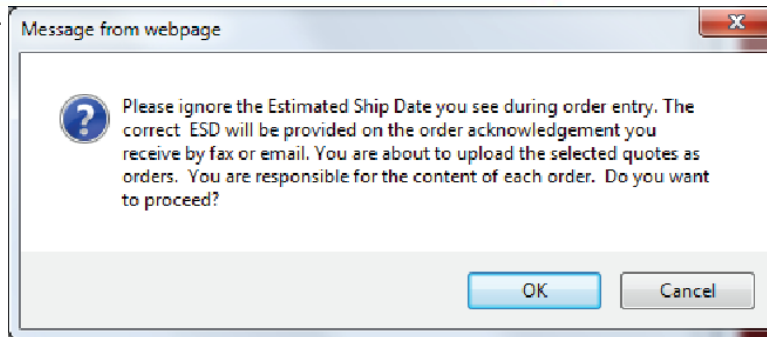 Message from webpage
Please ignore the Estimated Ship Date you see during order entry. The
correct  ESD will be provided on the order acknowledgement you
receive by fax or email. You are about to upload the selected quotes as
orders.  You are responsible for the content of each order.  Do you want
to proceed?
OK
Cancel